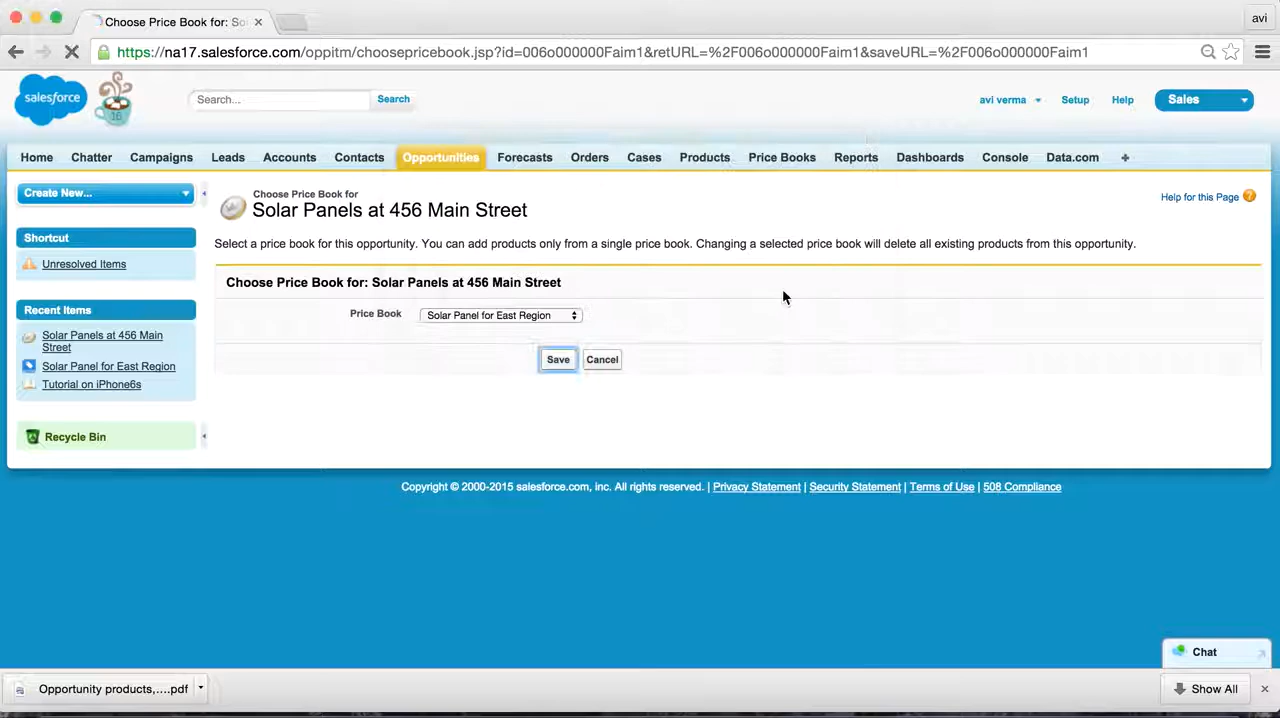 Choose Price Book for: So
avi
https://na17.salesforce.com/oppitm/choosepricebook.jsp?id=006o000000Faim1&retURL=%2F006o000000Faim1&saveURL=%2F006o000000Faim1
salesforce
16
Search...
Search
avi verma
Setup
Help
Sales
Home Chatter Campaigns Leads Accounts Contacts Opportunities Forecasts Orders Cases Products Price Books Reports Dashboards Console Data.com +
Create New...
Shortcut
Unresolved Items
Recent Items
Solar Panels at 456 Main
Street
Solar Panel for East Region
Tutorial on iPhone6s
Recycle Bin
Choose Price Book for
Solar Panels at 456 Main Street
Help for this Page ?
Select a price book for this opportunity. You can add products only from a single price book. Changing a selected price book will delete all existing products from this opportunity.
Choose Price Book for: Solar Panels at 456 Main Street
Price Book Solar Panel for East Region
Save Cancel
Copyright © 2000-2015 salesforce.com, inc. All rights reserved. | Privacy Statement | Security Statement | Terms of Use | 508 Compliance
Chat
Opportunity products,....pdf
Show All